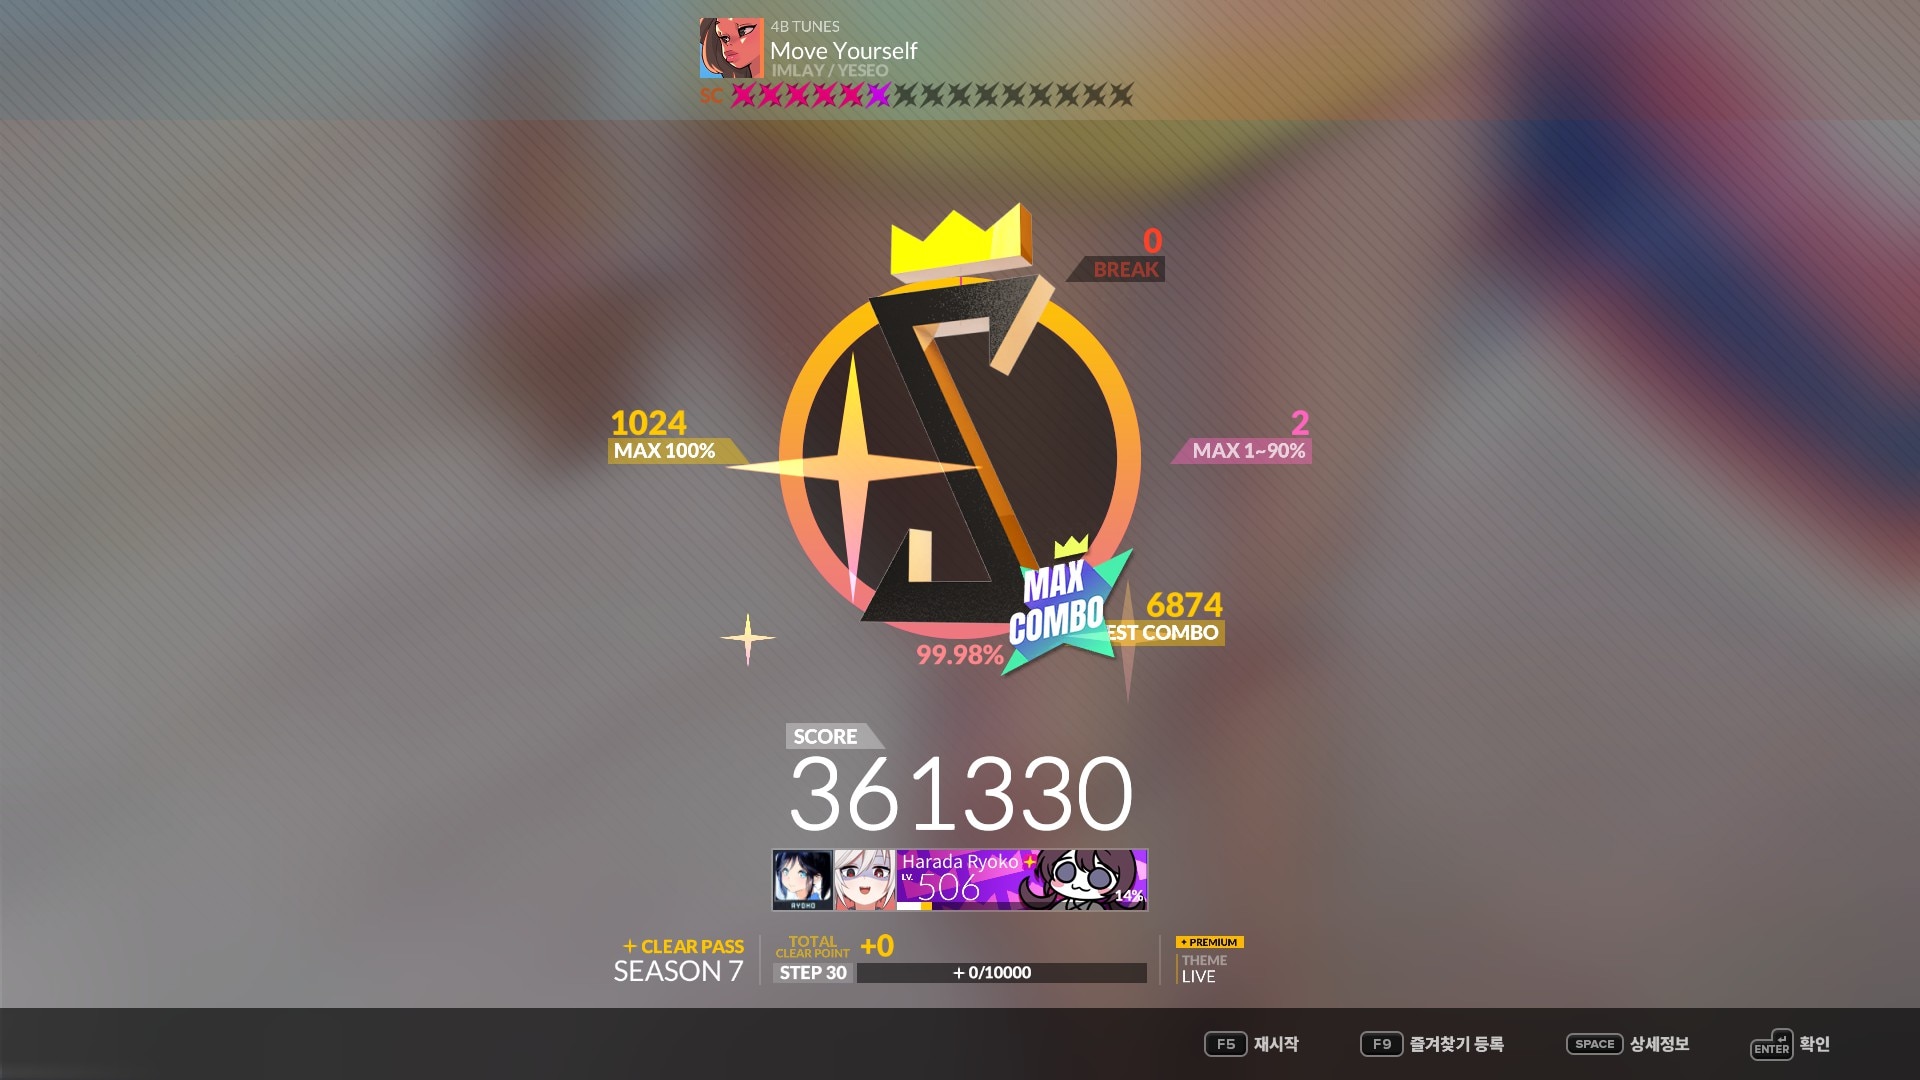 4B TUNES
Move Yourself
IMLAY / YESEO
SC
0
BREAK
1024
MAX 100%
2
MAX 1~90%
S
MAX
COMBO
6874
EST COMBO
99.98%
SCORE
361330
RYOKO
Harada Ryoko
LV. 506
14%
+ CLEAR PASS
SEASON 7
TOTAL
CLEAR POINT
+0
STEP 30
+ 0/10000
+ PREMIUM
THEME
LIVE
F5 재시작
F9 즐겨찾기 등록
SPACE 상세정보
ENTER 확인